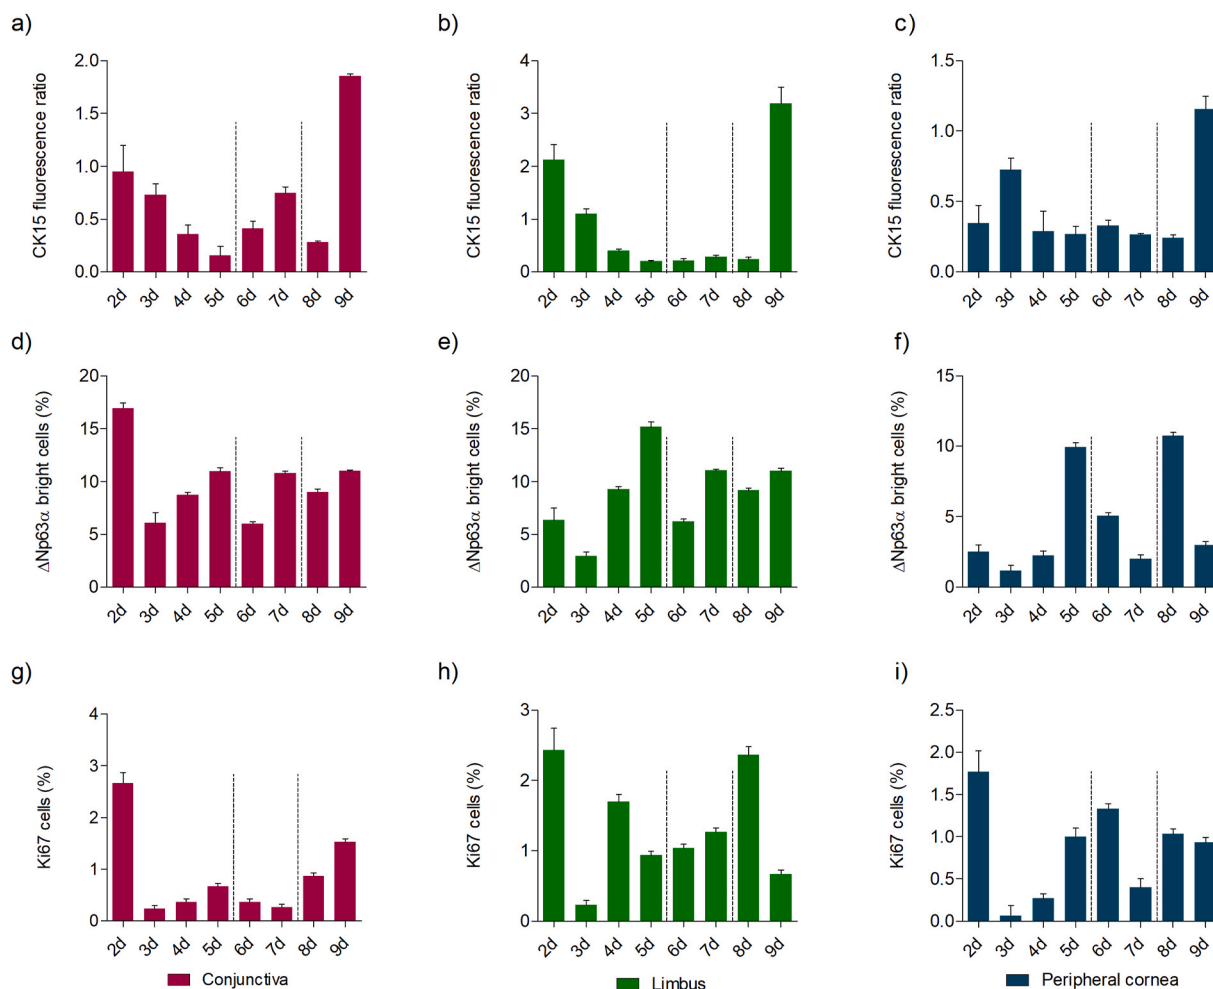 a)
CK15 fluorescence ratio
2.0
1.5
1.0
0.5
0.0
2d 3d 4d 5d 6d 7d 8d 9d
b)
CK15 fluorescence ratio
4
3
2
1
0
2d 3d 4d 5d 6d 7d 8d 9d
c)
CK15 fluorescence ratio
1.5
1.0
0.5
0.0
2d 3d 4d 5d 6d 7d 8d 9d
d)
ΔNp63α bright cells (%)
20
15
10
5
0
2d 3d 4d 5d 6d 7d 8d 9d
e)
ΔNp63α bright cells (%)
20
15
10
5
0
2d 3d 4d 5d 6d 7d 8d 9d
f)
ΔNp63α bright cells (%)
15
10
5
0
2d 3d 4d 5d 6d 7d 8d 9d
g)
Ki67 cells (%)
4
3
2
1
0
2d 3d 4d 5d 6d 7d 8d 9d
h)
Ki67 cells (%)
3
2
1
0
2d 3d 4d 5d 6d 7d 8d 9d
i)
Ki67 cells (%)
2.5
2.0
1.5
1.0
0.5
0.0
2d 3d 4d 5d 6d 7d 8d 9d
Conjunctiva
Limbus
Peripheral cornea